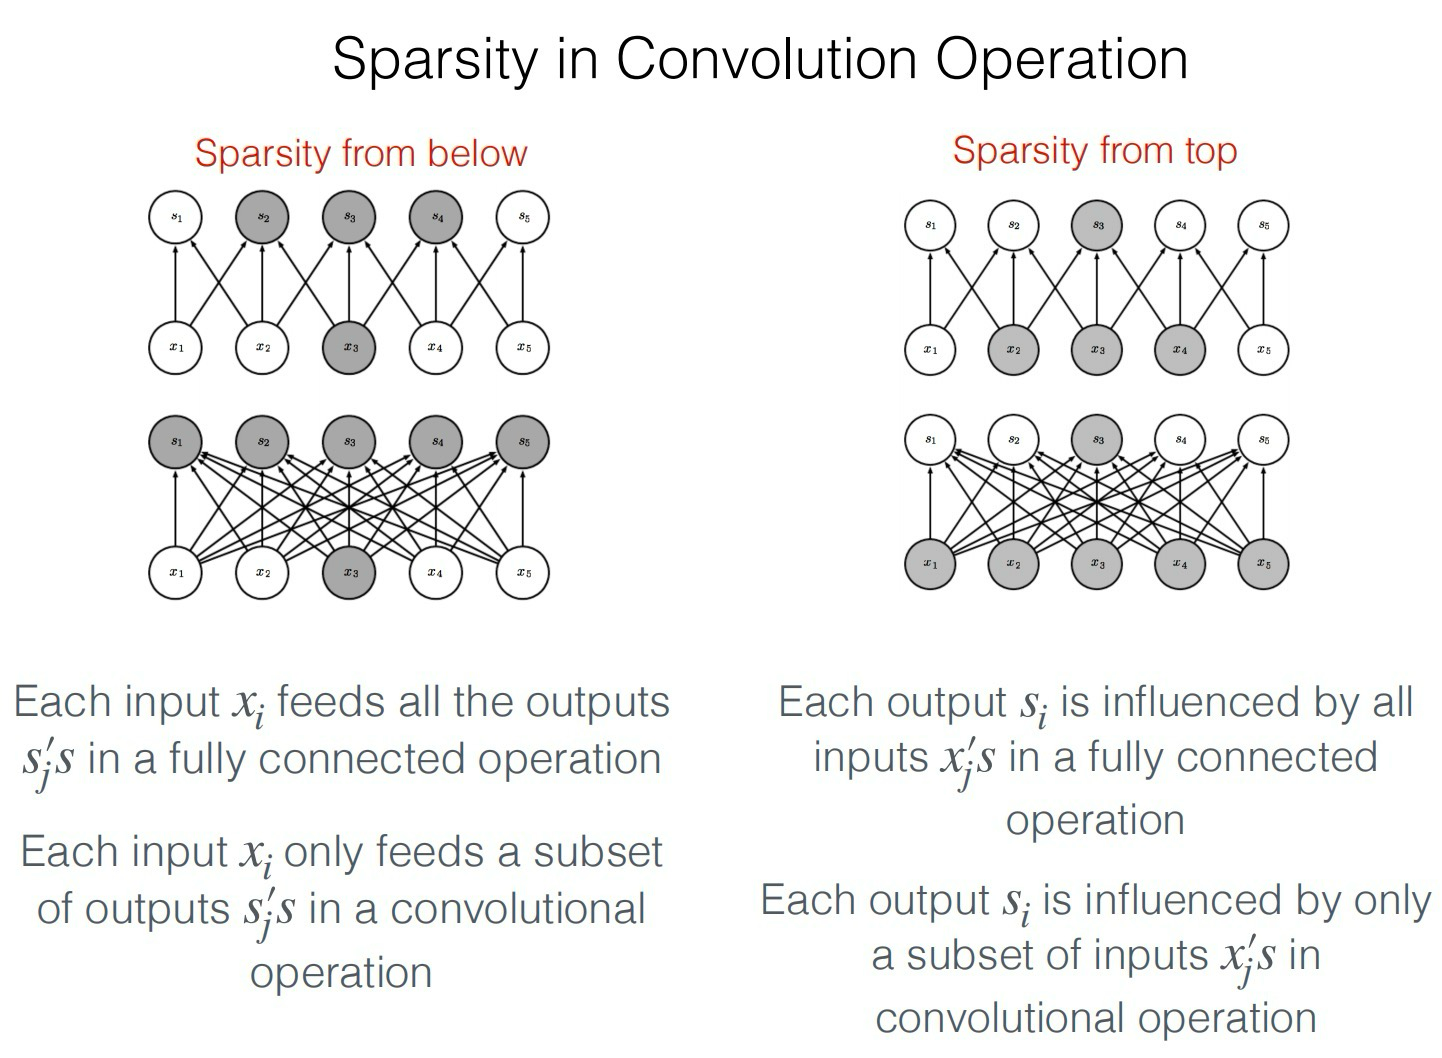 Sparsity in Convolution Operation
Sparsity from below
s₁ s₂ s₃ s₄ s₅
x₁ x₂ x₃ x₄ x₅
s₁ s₂ s₃ s₄ s₅
x₁ x₂ x₃ x₄ x₅
Each input xᵢ feeds all the outputs
s′ⱼs in a fully connected operation
Each input xᵢ only feeds a subset
of outputs s′ⱼs in a convolutional
operation
Sparsity from top
s₁ s₂ s₃ s₄ s₅
x₁ x₂ x₃ x₄ x₅
s₁ s₂ s₃ s₄ s₅
x₁ x₂ x₃ x₄ x₅
Each output sᵢ is influenced by all
inputs x′ⱼs in a fully connected
operation
Each output sᵢ is influenced by only
a subset of inputs x′ⱼs in
convolutional operation